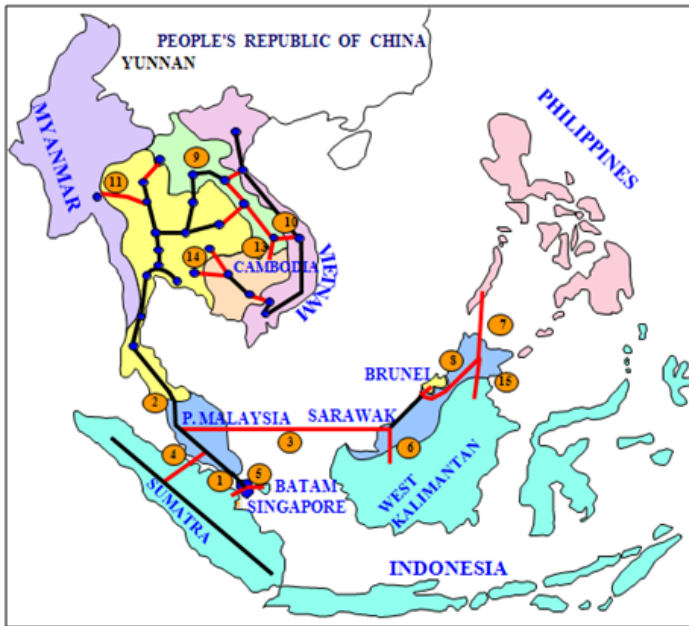 PEOPLE'S REPUBLIC OF CHINA
YUNNAN
MYANMAR
PHILIPPINES
9
11
10
VIETNAM
13
14
CAMBODIA
7
8
BRUNEI
15
2
P. MALAYSIA
SARAWAK
3
6
4
1
5
BATAM
SINGAPORE
SUMATRA
WEST
KALIMANTAN
INDONESIA